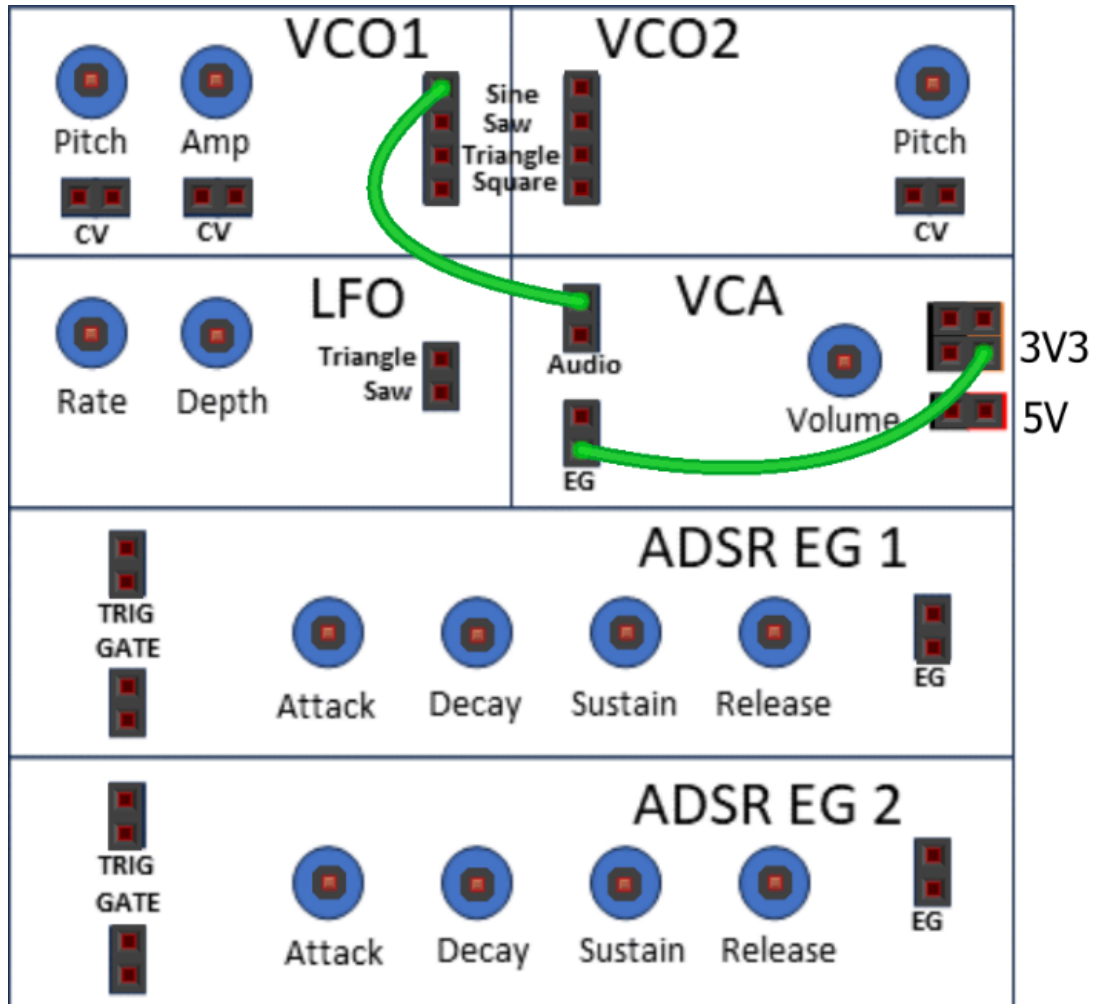 VCO1
VCO2
Sine
Saw
Triangle
Square
Pitch
Amp
Pitch
CV
CV
CV
LFO
VCA
Triangle
Saw
Rate
Depth
Audio
EG
Volume
3V3
5V
ADSR EG 1
TRIG
GATE
Attack
Decay
Sustain
Release
EG
ADSR EG 2
TRIG
GATE
Attack
Decay
Sustain
Release
EG